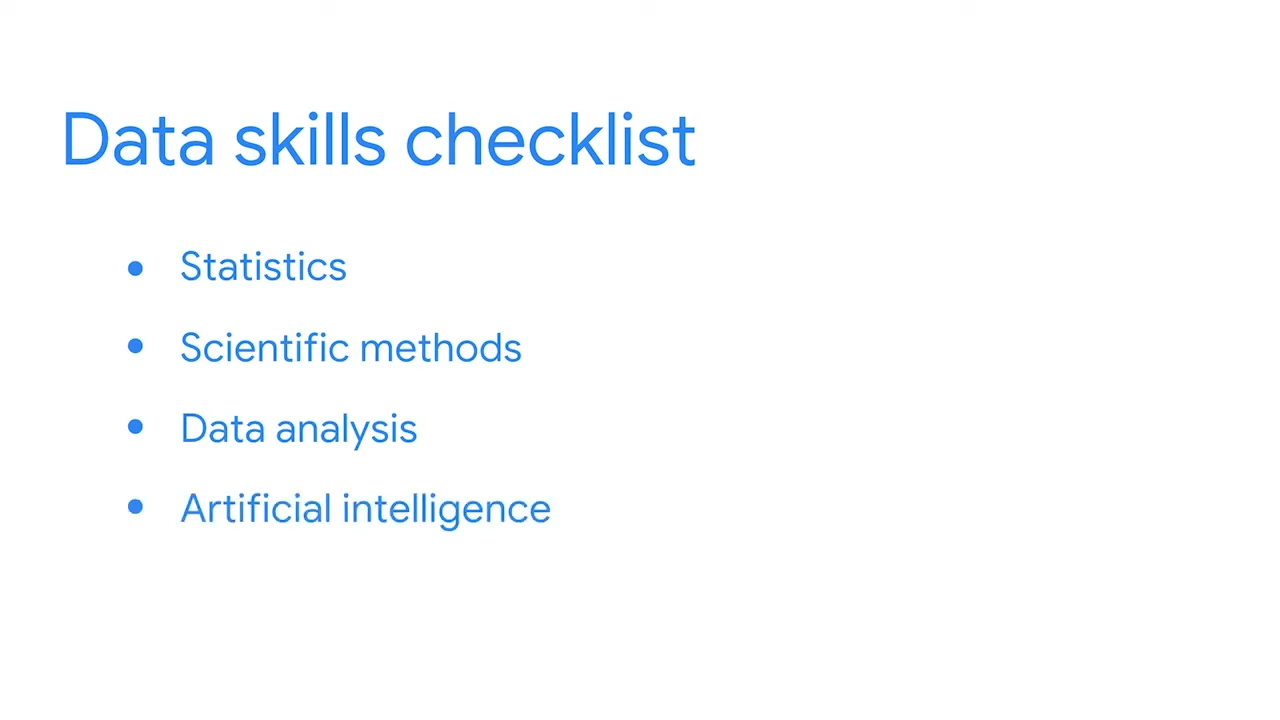 Data skills checklist
• Statistics
• Scientific methods
• Data analysis
• Artificial intelligence